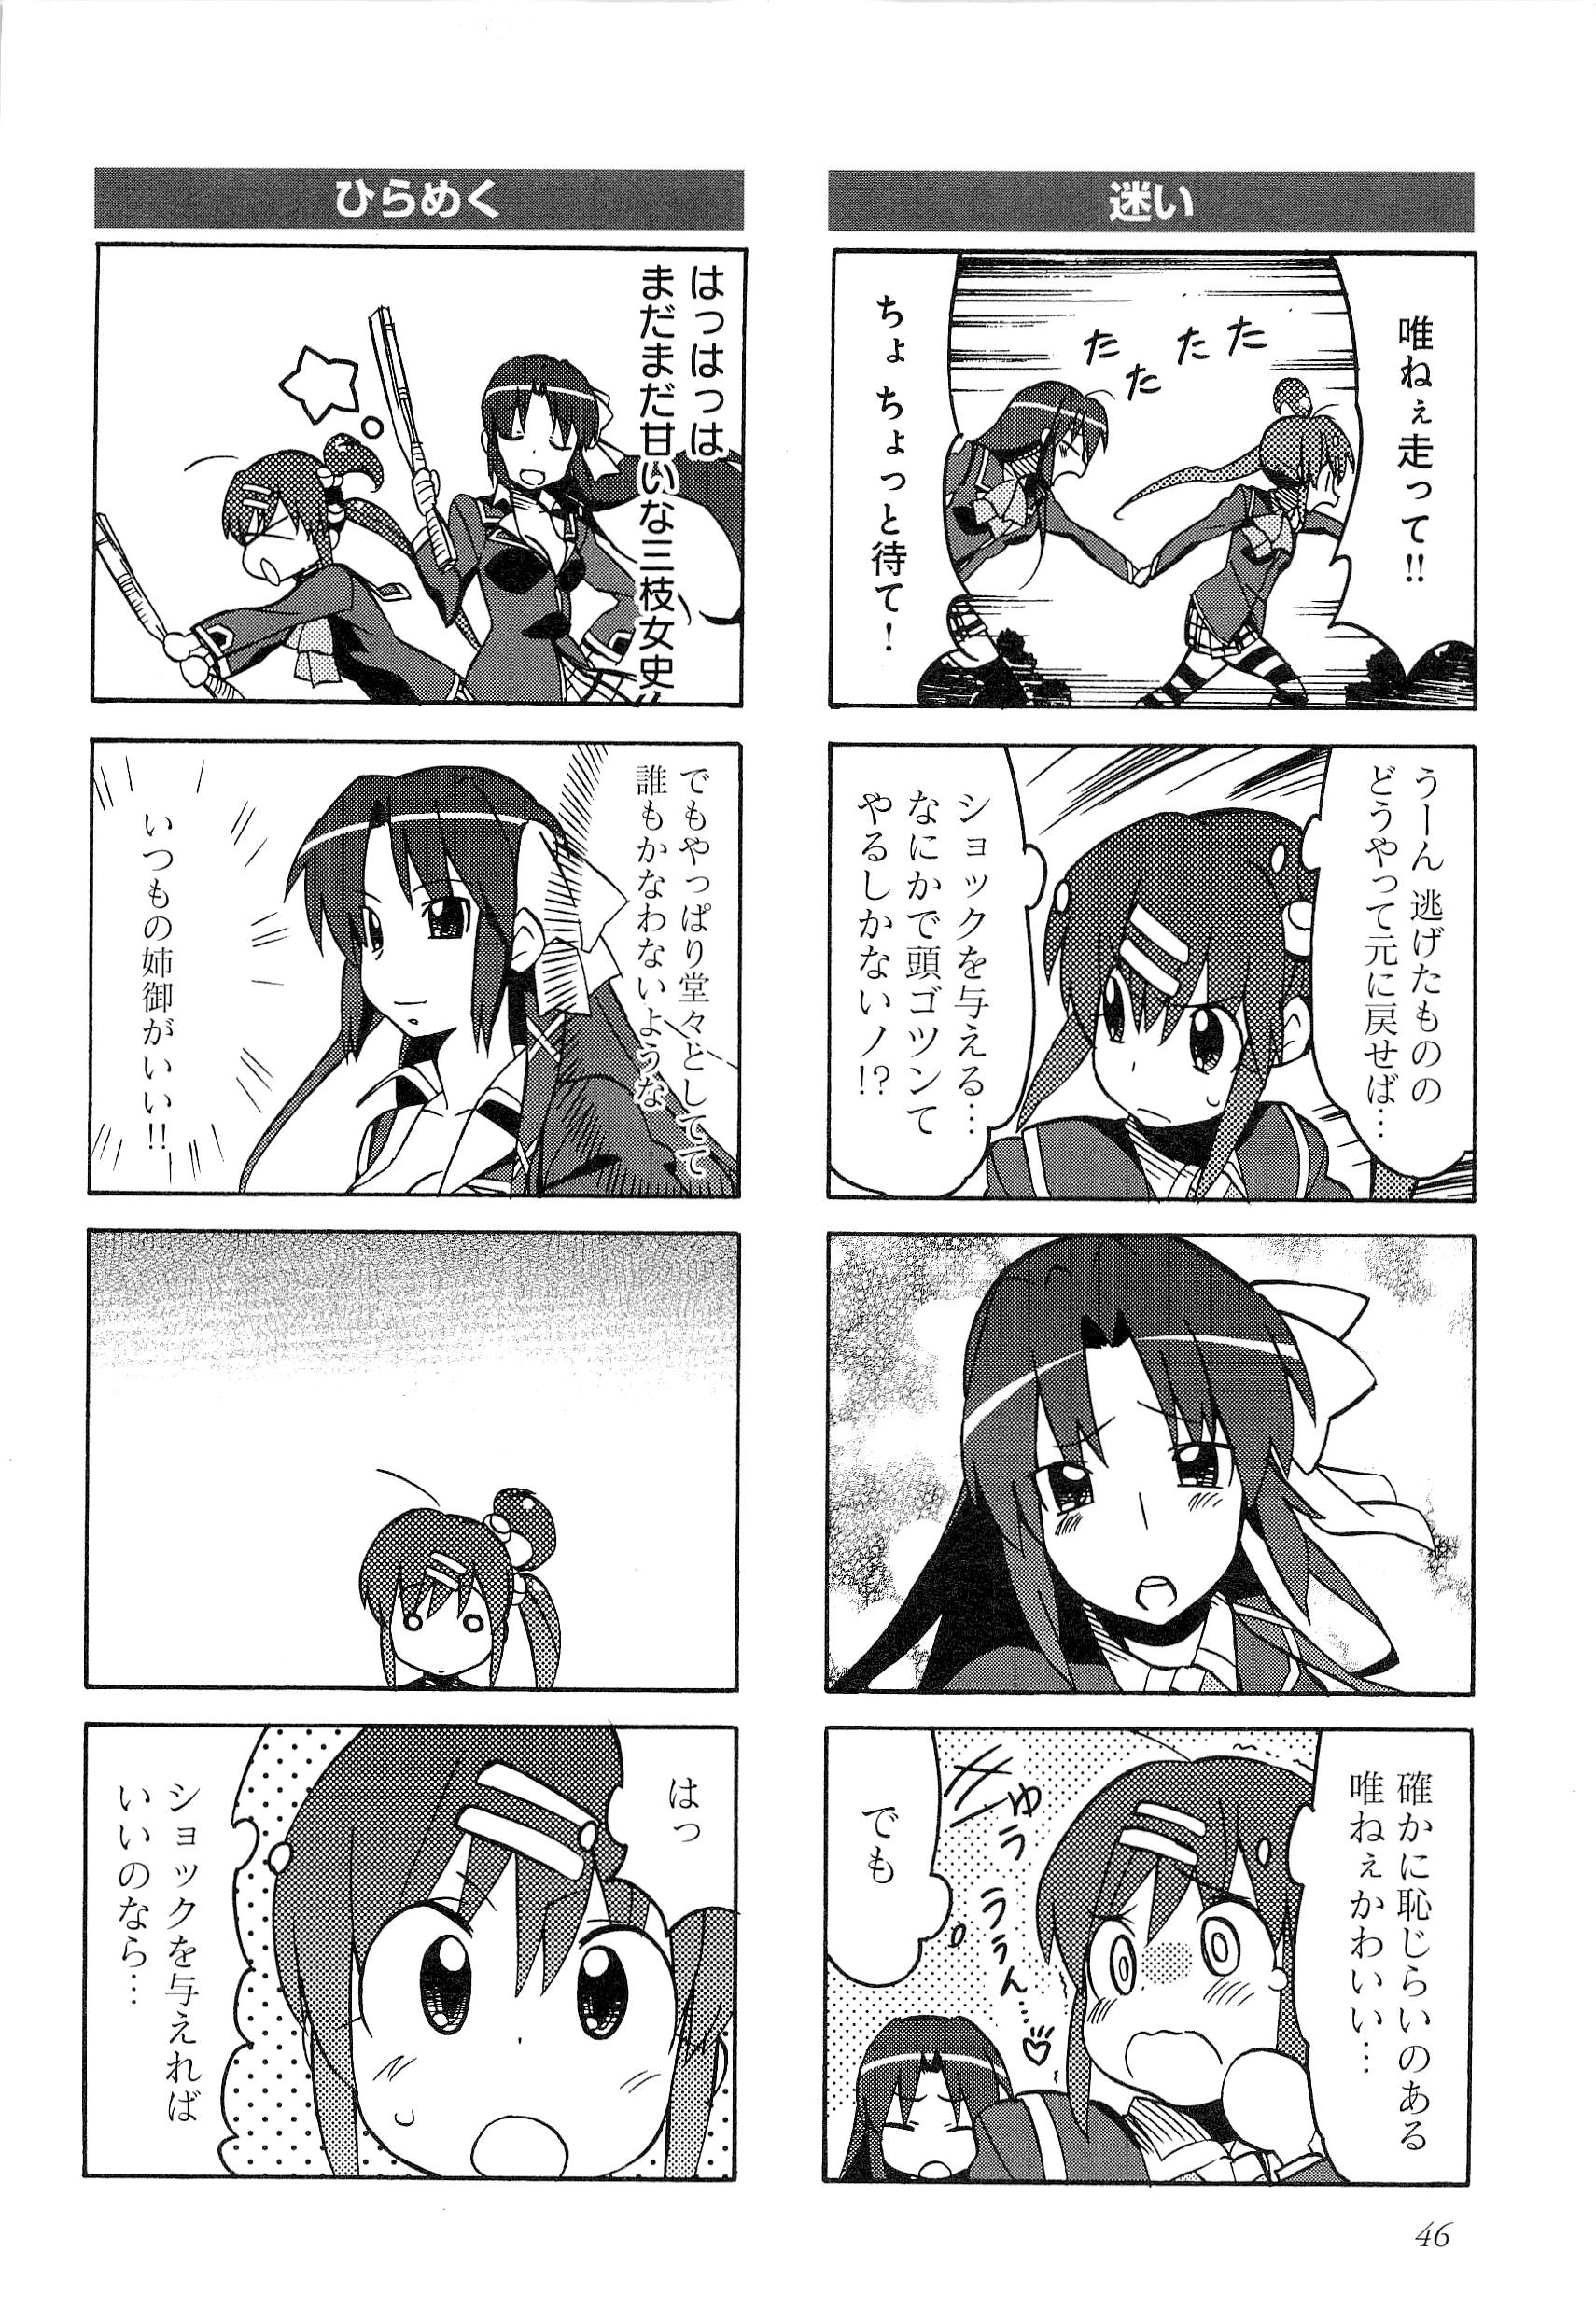 迷い
唯ねぇ走って!!
たたたた
ちょ ちょっと待て!
うーん 逃げたものの
どうやって元に戻せば…
ショックを与える…
なにかで頭ゴツンて
やるしかないノ!?
確かに恥じらいのある
唯ねぇかわいい…
きゅう
ううん…
でも
ひらめく
はっはっは
まだまだ甘いな三枝女史
でもやっぱり堂々としてて
誰もかなわないような
いつもの姉御がいい!!
はっ
ショックを与えれば
いいのなら…
46